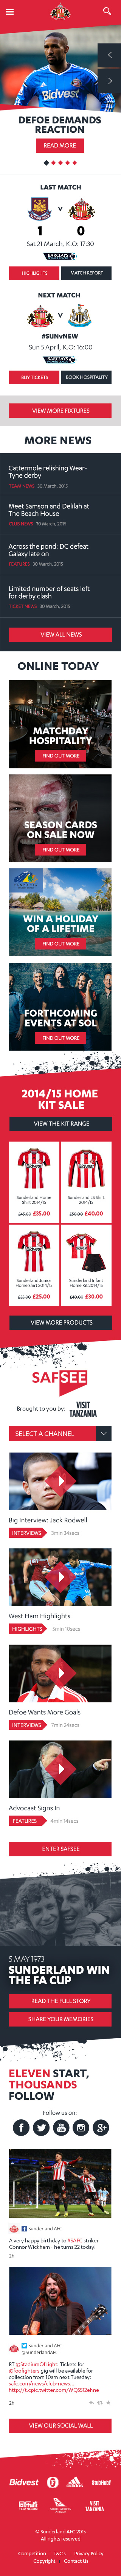 Bidvest
DEFOE DEMANDS
REACTION
READ MORE
LAST MATCH
V
1 0
Sat 21 March, K.O: 17:30
BARCLAYS
HIGHLIGHTS MATCH REPORT
NEXT MATCH
V
#SUNvNEW
Sun 5 April, K.O: 16:00
BARCLAYS
BUY TICKETS BOOK HOSPITALITY
VIEW MORE FIXTURES
MORE NEWS
Cattermole relishing Wear-
Tyne derby
TEAM NEWS 30 March, 2015
Meet Samson and Delilah at
The Beach House
CLUB NEWS 30 March, 2015
Across the pond: DC defeat
Galaxy late on
FEATURES 30 March, 2015
Limited number of seats left
for derby clash
TICKET NEWS 30 March, 2015
VIEW ALL NEWS
ONLINE TODAY
MATCHDAY
HOSPITALITY
FIND OUT MORE
SEASON CARDS
ON SALE NOW
FIND OUT MORE
WIN A HOLIDAY
OF A LIFETIME
FIND OUT MORE
FORTHCOMING
EVENTS AT SOL
FIND OUT MORE
2014/15 HOME
KIT SALE
VIEW THE KIT RANGE
Sunderland Home
Shirt 2014/15
£45.00 £35.00
Sunderland LS Shirt
2014/15
£50.00 £40.00
Sunderland Junior
Home Shirt 2014/15
£35.00 £25.00
Sunderland Infant
Home Kit 2014/15
£40.00 £30.00
VIEW MORE PRODUCTS
SAFSEE
Brought to you by: VISIT
TANZANIA
SELECT A CHANNEL
Big Interview: Jack Rodwell
INTERVIEWS 3min 34secs
West Ham Highlights
HIGHLIGHTS 5min 10secs
Defoe Wants More Goals
INTERVIEWS 7min 24secs
Advocaat Signs In
FEATURES 4min 14secs
ENTER SAFSEE
5 MAY 1973
SUNDERLAND WIN
THE FA CUP
READ THE FULL STORY
SHARE YOUR MEMORIES
ELEVEN START,
THOUSANDS
FOLLOW
Follow us on:
Sunderland AFC
A very happy birthday to #SAFC striker
Connor Wickham - he turns 22 today!
2h
Sunderland AFC
@SunderlandAFC
RT @StadiumOfLight: Tickets for
@foofighters gig will be available for
collection from 10am next Tuesday:
2h
VIEW OUR SOCIAL WALL
Bidvest
adidas
VISIT
TANZANIA
© Sunderland AFC 2015
All rights reserved
Competition T&C's Privacy Policy
Copyright Contact Us